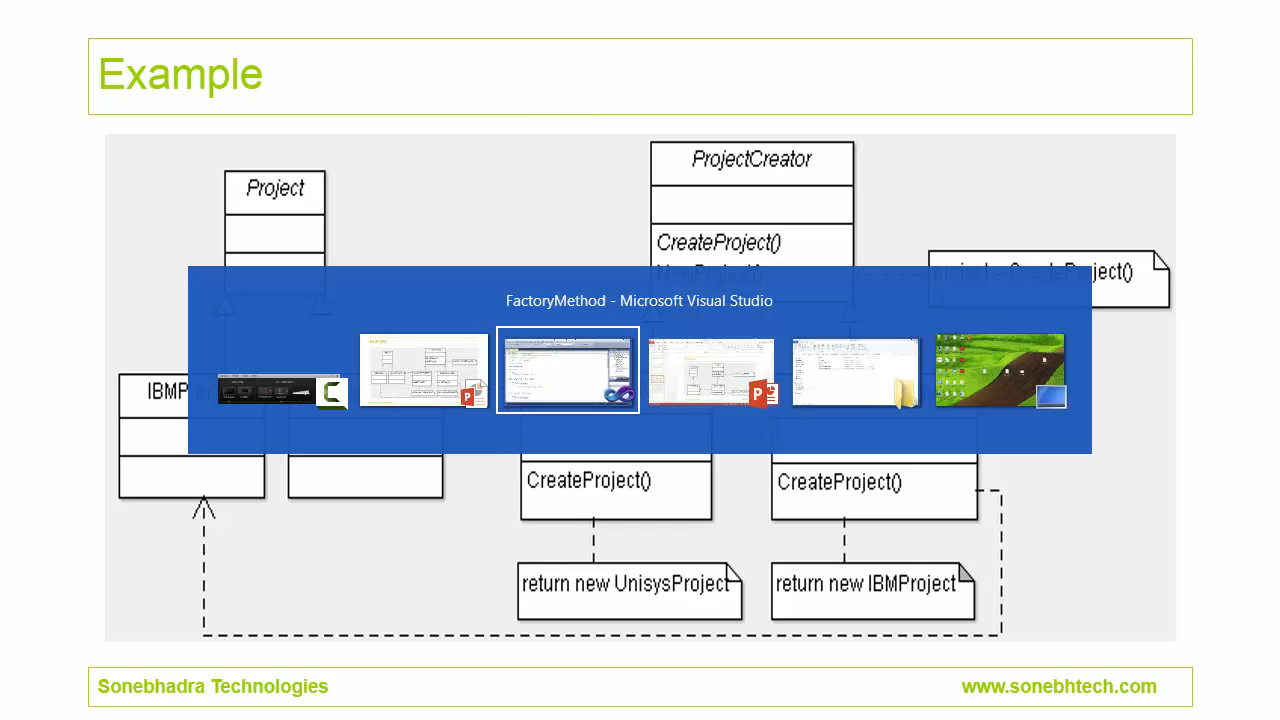 Example
ProjectCreator
Project
CreateProject()
FactoryMethod - Microsoft Visual Studio
CreateProject()
CreateProject()
return new UnisysProject
return new IBMProject
Sonebhadra Technologies
www.sonebhtech.com